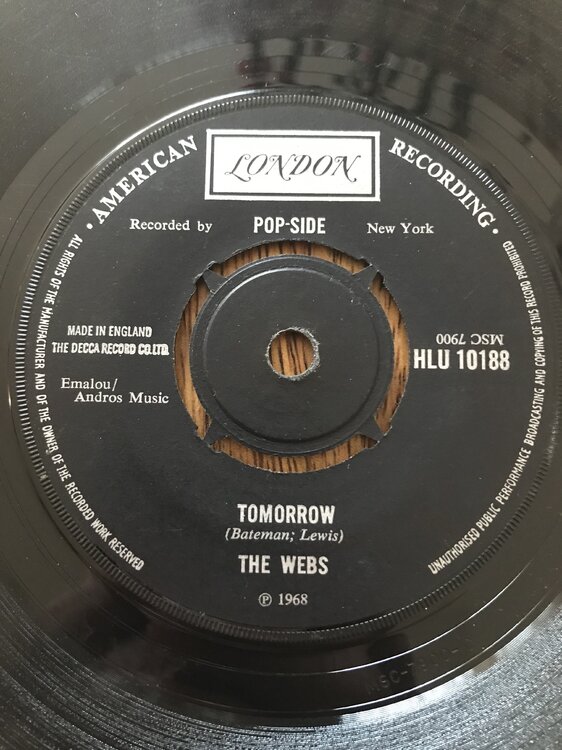 · AMERICAN RECORDING ·
LONDON
Recorded by POP-SIDE New York
MADE IN ENGLAND
THE DECCA RECORD CO. LTD.
MSC 7900
HLU 10188
Emalou/
Andros Music
ALL RIGHTS OF THE MANUFACTURER AND OF THE OWNER OF THE RECORDED WORK RESERVED
UNAUTHORISED PUBLIC PERFORMANCE BROADCASTING AND COPYING OF THIS RECORD PROHIBITED
TOMORROW
(Bateman; Lewis)
THE WEBS
℗ 1968